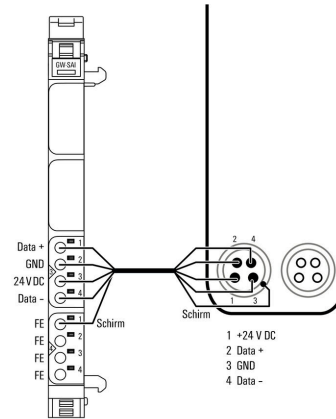 GW-SAI
Data + 1
GND 2
24 V DC 3
Data - 4
FE 1
FE 2
FE 3
FE 4
Schirm
Schirm
2 4
1 3
1 +24 V DC
2 Data +
3 GND
4 Data -